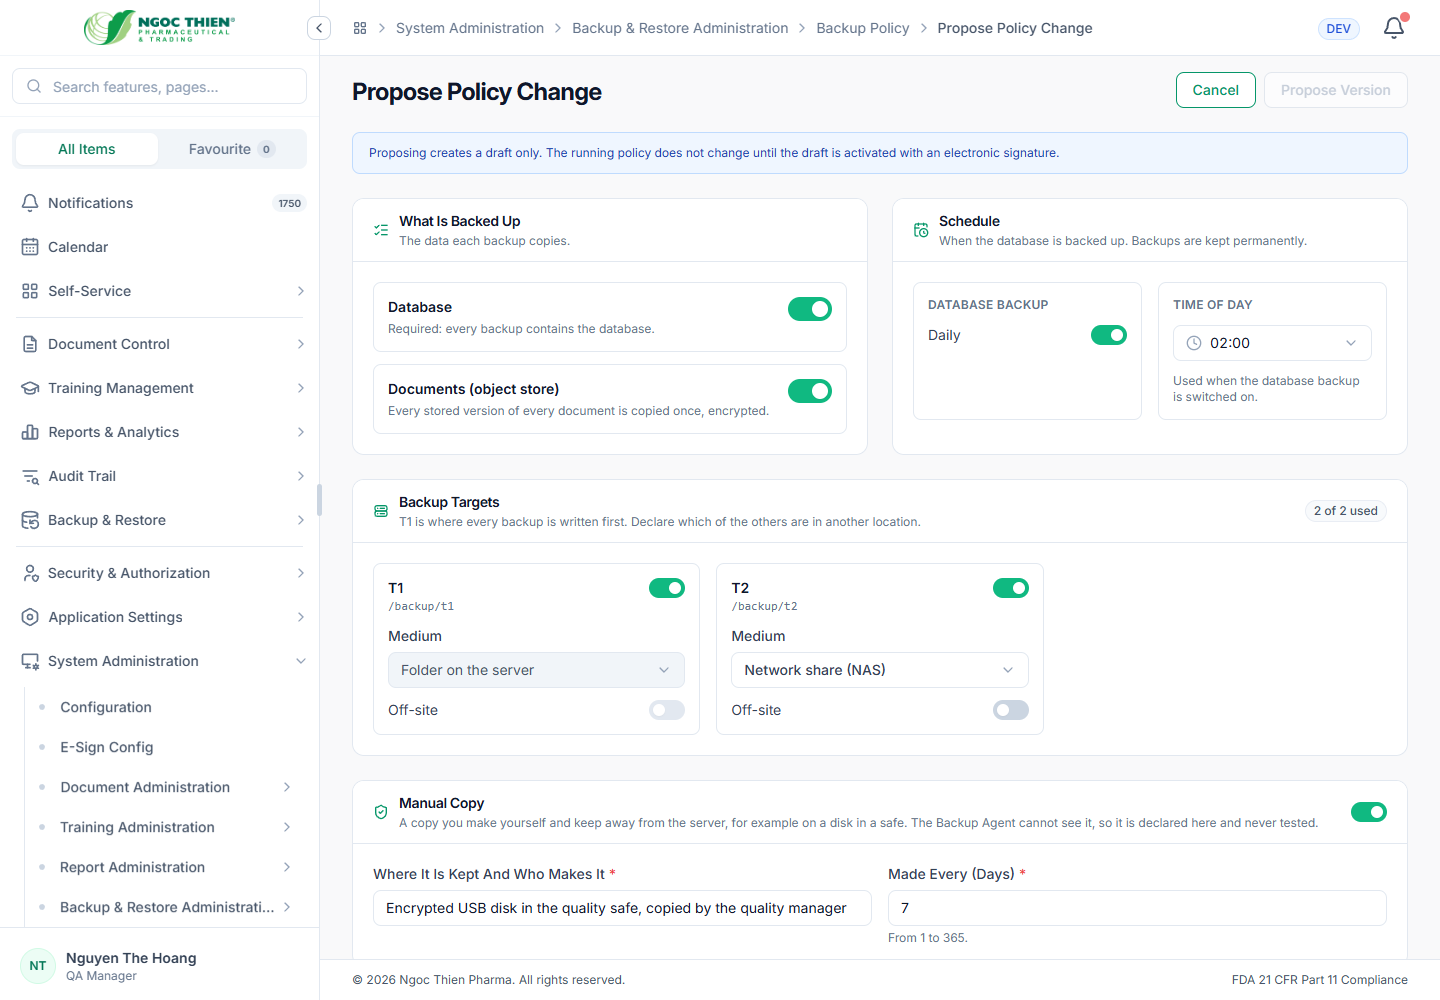 NGOC THIEN®
PHARMACEUTICAL
& TRADING
System Administration
Backup & Restore Administration
Backup Policy
Propose Policy Change
DEV
Search features, pages...
All Items
Favourite 0
Notifications 1750
Calendar
Self-Service
Document Control
Training Management
Reports & Analytics
Audit Trail
Backup & Restore
Security & Authorization
Application Settings
System Administration
Configuration
E-Sign Config
Document Administration
Training Administration
Report Administration
Backup & Restore Administrati...
NT
Nguyen The Hoang
QA Manager
Propose Policy Change
Cancel
Propose Version
Proposing creates a draft only. The running policy does not change until the draft is activated with an electronic signature.
What Is Backed Up
The data each backup copies.
Database
Required: every backup contains the database.
Documents (object store)
Every stored version of every document is copied once, encrypted.
Schedule
When the database is backed up. Backups are kept permanently.
DATABASE BACKUP
Daily
TIME OF DAY
02:00
Used when the database backup
is switched on.
Backup Targets
T1 is where every backup is written first. Declare which of the others are in another location.
2 of 2 used
T1
/backup/t1
Medium
Folder on the server
Off-site
T2
/backup/t2
Medium
Network share (NAS)
Off-site
Manual Copy
A copy you make yourself and keep away from the server, for example on a disk in a safe. The Backup Agent cannot see it, so it is declared here and never tested.
Where It Is Kept And Who Makes It *
Encrypted USB disk in the quality safe, copied by the quality manager
Made Every (Days) *
7
From 1 to 365.
© 2026 Ngoc Thien Pharma. All rights reserved.
FDA 21 CFR Part 11 Compliance